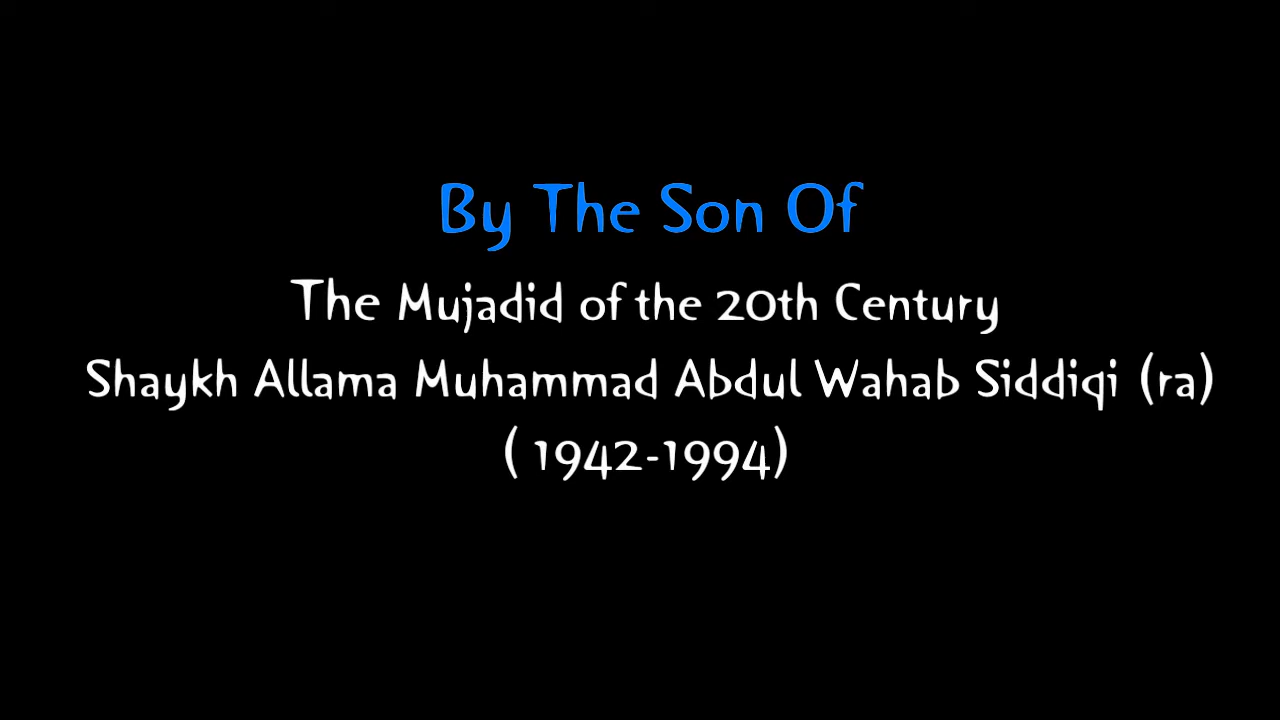 By The Son Of
The Mujadid of the 20th Century
Shaykh Allama Muhammad Abdul Wahab Siddiqi (ra)
( 1942-1994)